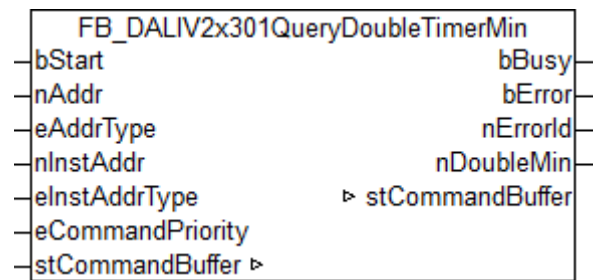 FB_DALIV2x301QueryDoubleTimerMin
bStart bBusy
nAddr bError
eAddrType nErrorId
nInstAddr nDoubleMin
eInstAddrType ▹ stCommandBuffer
eCommandPriority
stCommandBuffer ▹